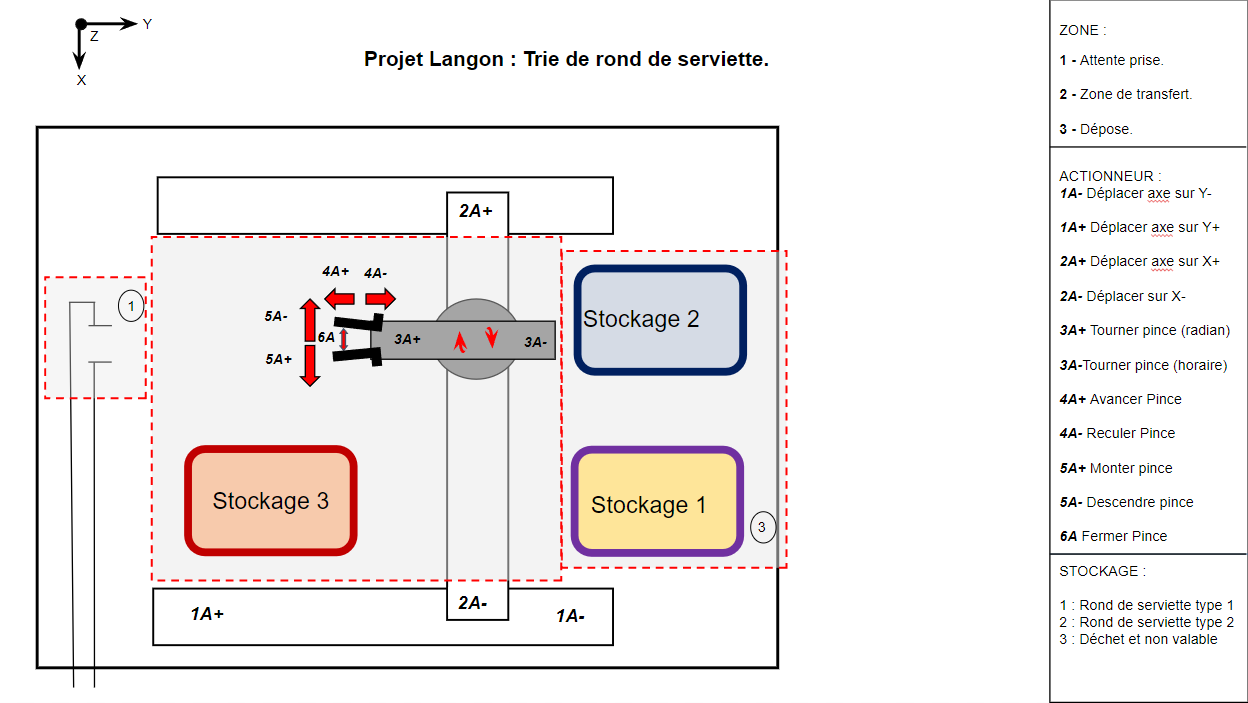 Y
Z
X
Projet Langon : Trie de rond de serviette.
2A+
1
4A+ 4A-
5A-
6A
5A+
3A+
3A-
Stockage 2
Stockage 3
Stockage 1
3
1A+
2A-
1A-
ZONE :
1 - Attente prise.
2 - Zone de transfert.
3 - Dépose.
ACTIONNEUR :
1A- Déplacer axe sur Y-
1A+ Déplacer axe sur Y+
2A+ Déplacer axe sur X+
2A- Déplacer sur X-
3A+ Tourner pince (radian)
3A-Tourner pince (horaire)
4A+ Avancer Pince
4A- Reculer Pince
5A+ Monter pince
5A- Descendre pince
6A Fermer Pince
STOCKAGE :
1 : Rond de serviette type 1
2 : Rond de serviette type 2
3 : Déchet et non valable